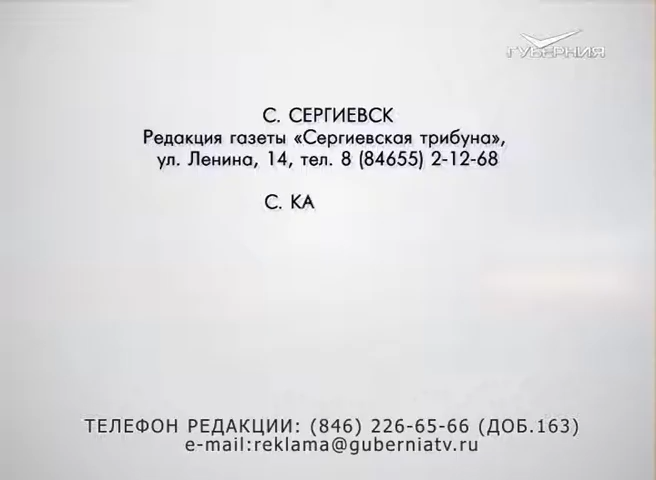 ГУБЕРНИЯ
С. СЕРГИЕВСК
Редакция газеты «Сергиевская трибуна»,
ул. Ленина, 14, тел. 8 (84655) 2-12-68
С. КА
ТЕЛЕФОН РЕДАКЦИИ: (846) 226-65-66 (ДОБ.163)
e-mail:reklama@guberniatv.ru